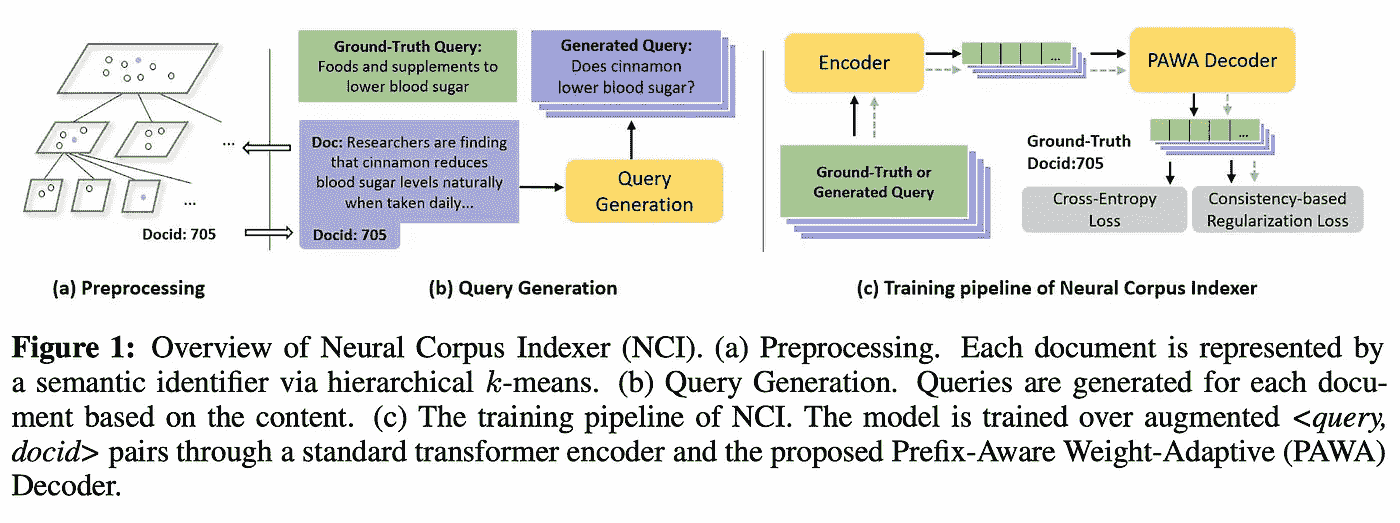 Ground-Truth Query:
Foods and supplements to
lower blood sugar
Generated Query:
Does cinnamon
lower blood sugar?
Doc: Researchers are finding
that cinnamon reduces
blood sugar levels naturally
when taken daily...
Docid: 705
Query
Generation
...
...
Docid: 705
Encoder
...
PAWA Decoder
Ground-Truth or
Generated Query
Ground-Truth
Docid:705
...
Cross-Entropy
Loss
Consistency-based
Regularization Loss
(a) Preprocessing
(b) Query Generation
(c) Training pipeline of Neural Corpus Indexer
Figure 1: Overview of Neural Corpus Indexer (NCI). (a) Preprocessing. Each document is represented by
a semantic identifier via hierarchical k-means. (b) Query Generation. Queries are generated for each docu-
ment based on the content. (c) The training pipeline of NCI. The model is trained over augmented <query,
docid> pairs through a standard transformer encoder and the proposed Prefix-Aware Weight-Adaptive (PAWA)
Decoder.